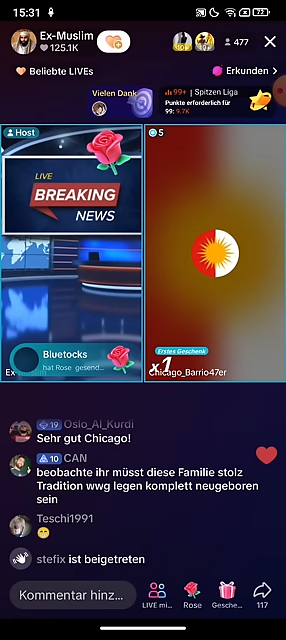 15:31
72
Ex-Muslim
125.1K
477
Beliebte LIVEs
Erkunden
Vielen Dank
99+ | Spitzen Liga
Punkte erforderlich für
99: 9.7K
Host
5
LIVE
BREAKING
NEWS
Bluetocks
hat Rose gesend...
Erstes Geschenk
x1
Chicago_Barrio47er
19 Oslo_Al_Kurdi
Sehr gut Chicago!
10 CAN
beobachte ihr müsst diese Familie stolz
Tradition wwg legen komplett neugeboren
sein
Teschi1991
stefix ist beigetreten
Kommentar hinz...
LIVE mi...
Rose
Gesche...
117